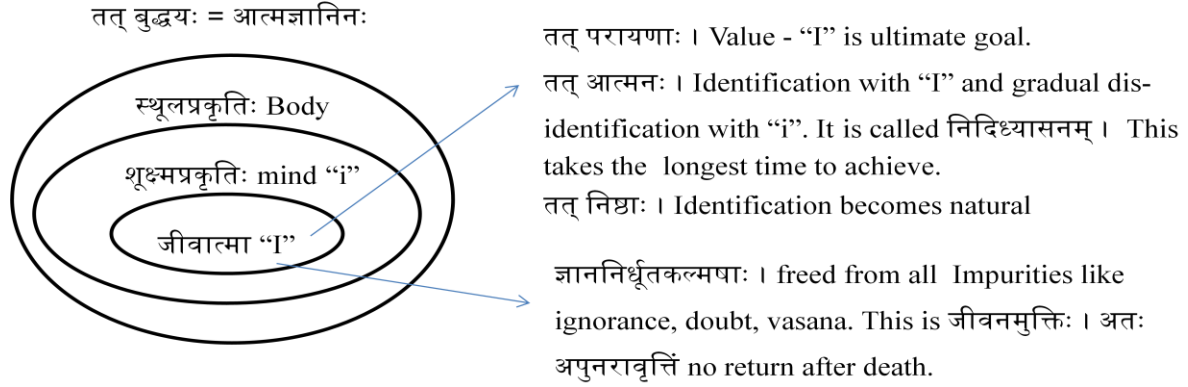 तत् बुद्धयः = आत्मज्ञानिनः
स्थूलप्रकृतिः Body
शूक्ष्मप्रकृतिः mind “i”
जीवात्मा “I”
तत् परायणाः । Value - “I” is ultimate goal.
तत् आत्मनः । Identification with “I” and gradual dis-
identification with “i”. It is called निदिध्यासनम् । This
takes the longest time to achieve.
तत् निष्ठाः । Identification becomes natural
ज्ञाननिर्धूतकल्मषाः । freed from all Impurities like
ignorance, doubt, vasana. This is जीवनमुक्तिः । अतः
अपुनरावृत्तिं no return after death.